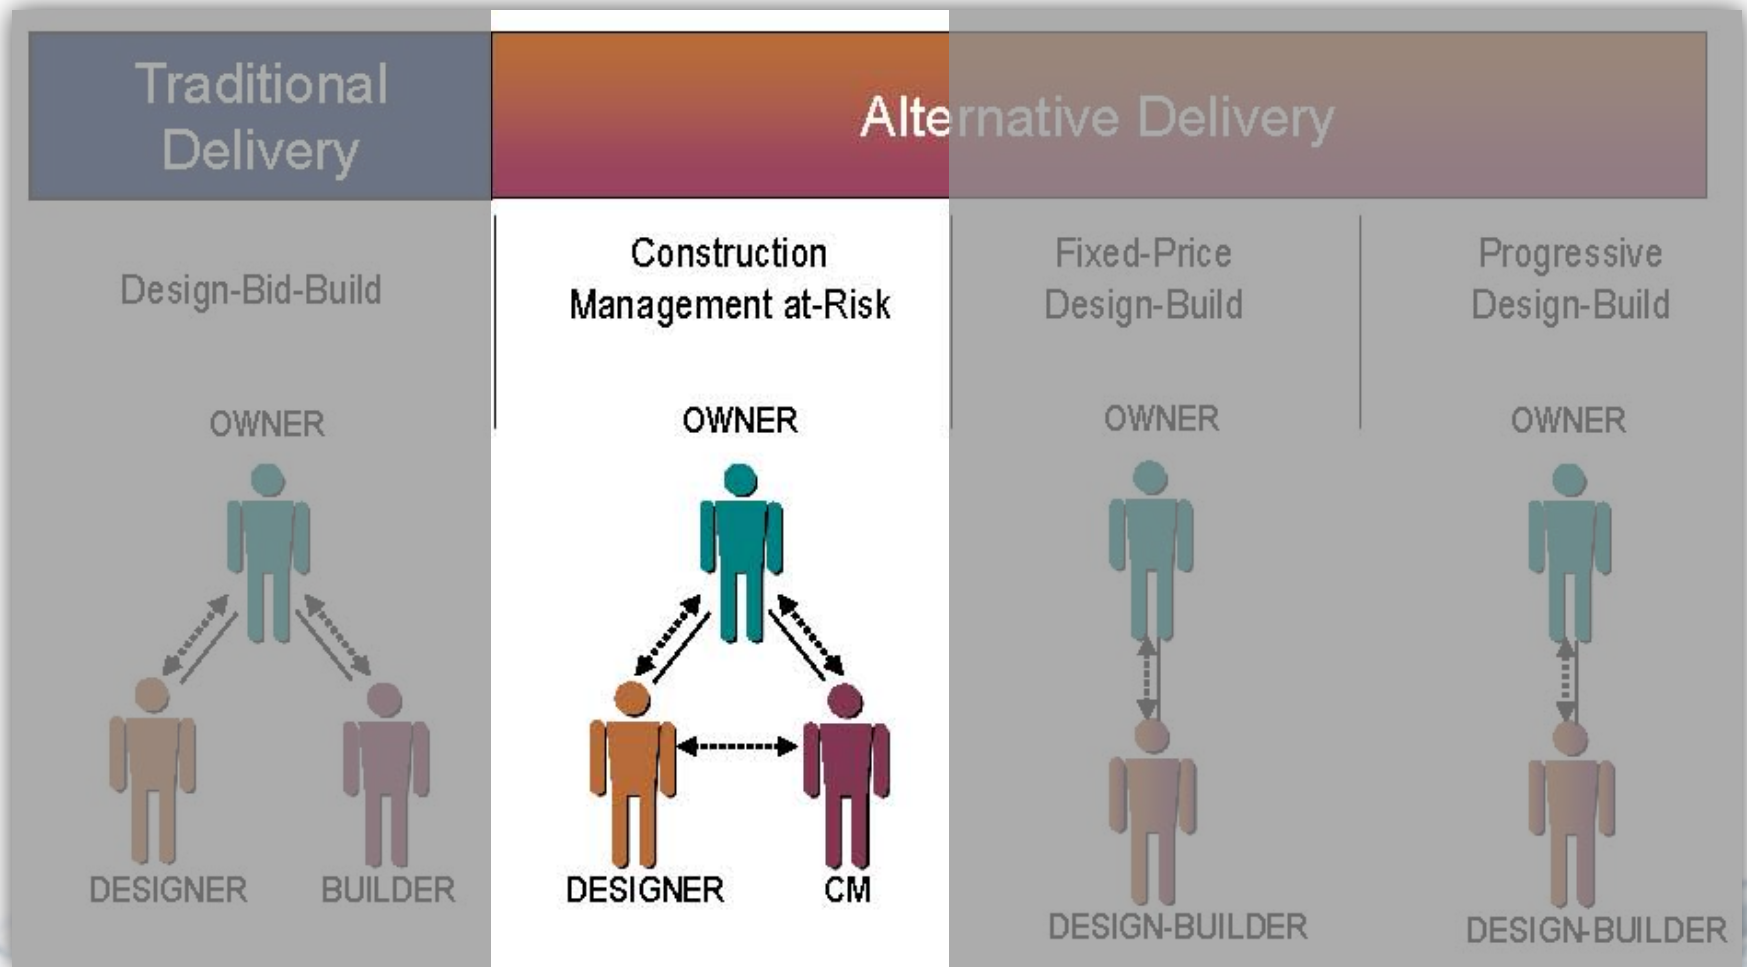 Traditional
Delivery
Alternative Delivery
Design-Bid-Build
Construction
Management at-Risk
Fixed-Price
Design-Build
Progressive
Design-Build
OWNER
OWNER
OWNER
OWNER
DESIGNER
BUILDER
DESIGNER
CM
DESIGN-BUILDER
DESIGN-BUILDER